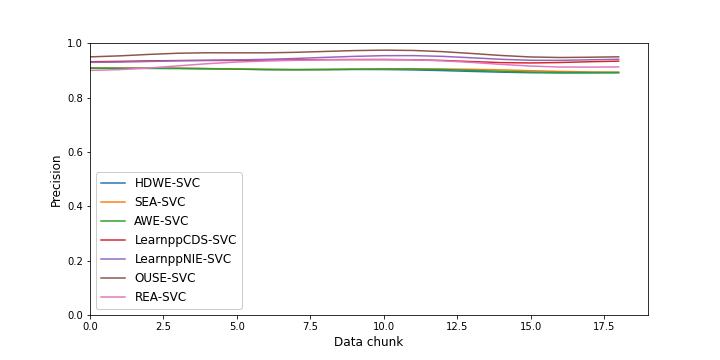 1.0
0.8
0.6
0.4
0.2
0.0
Precision
HDWE-SVC
SEA-SVC
AWE-SVC
LearnppCDS-SVC
LearnppNIE-SVC
OUSE-SVC
REA-SVC
0.0 2.5 5.0 7.5 10.0 12.5 15.0 17.5
Data chunk